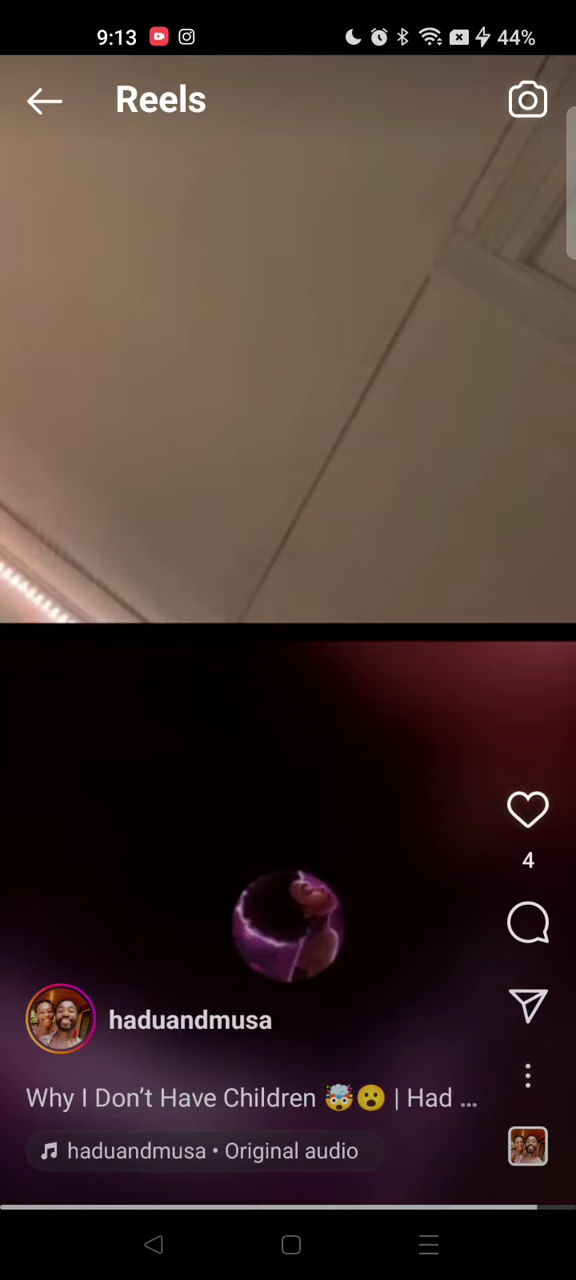 9:13
44%
Reels
4
haduandmusa
Why I Don’t Have Children 🤯😮 | Had ...
haduandmusa • Original audio